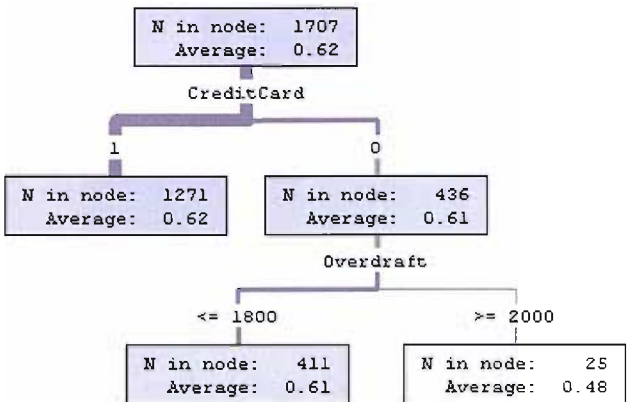 N in node: 1707
Average: 0.62
CreditCard
1
0
N in node: 1271
Average: 0.62
N in node: 436
Average: 0.61
Overdraft
<= 1800
>= 2000
N in node: 411
Average: 0.61
N in node: 25
Average: 0.48